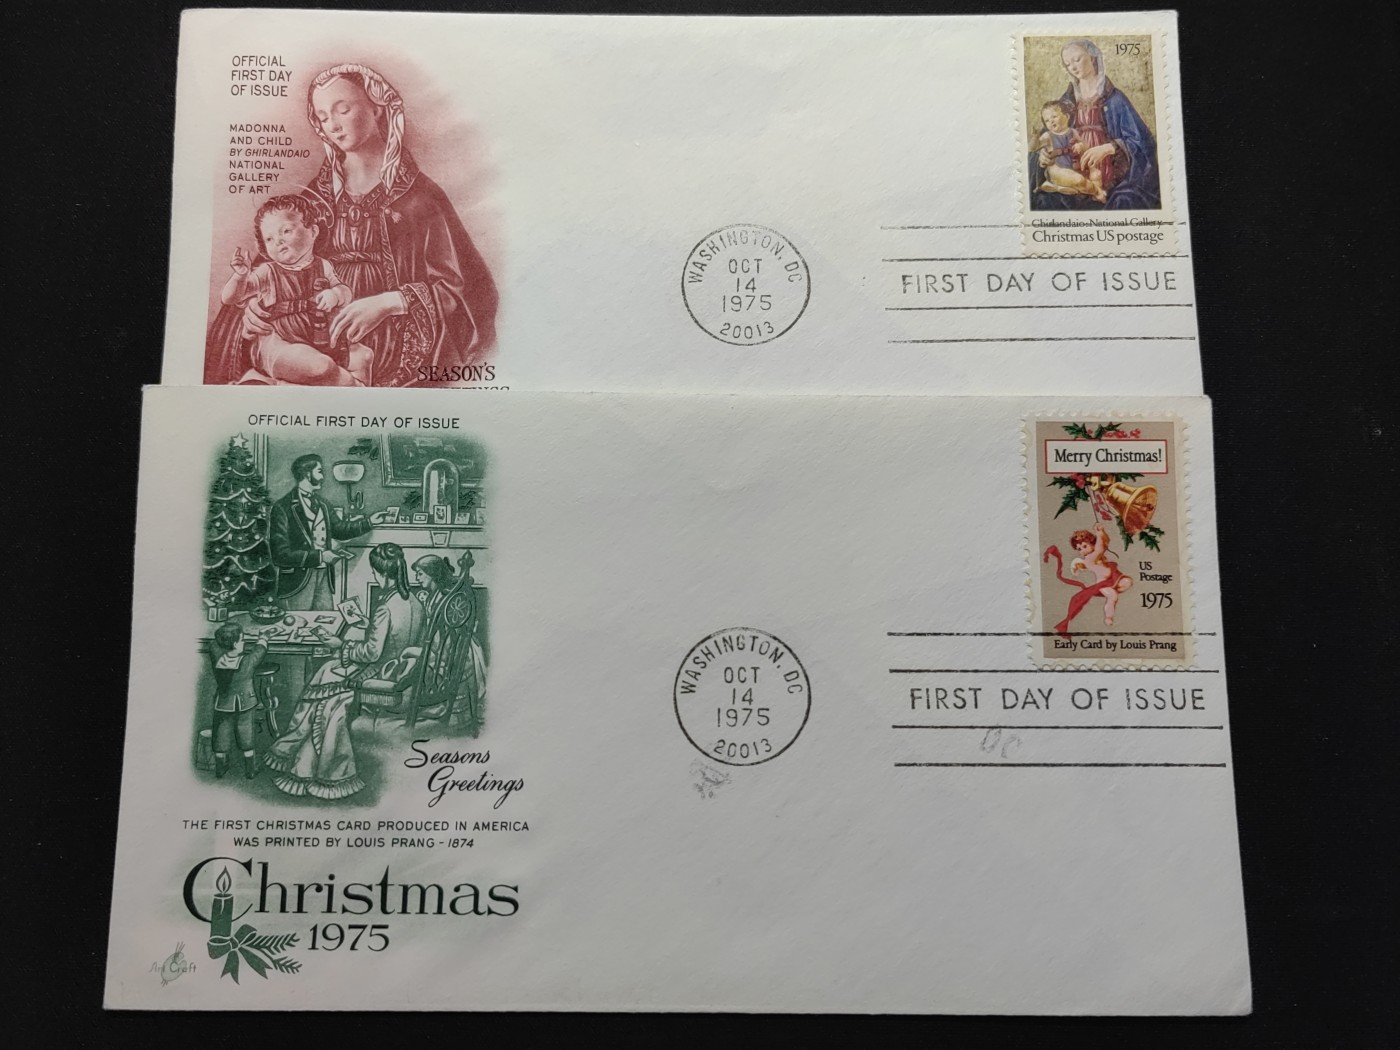 OFFICIAL
FIRST DAY
OF ISSUE
MADONNA
AND CHILD
BY GHIRLANDAIO
NATIONAL
GALLERY
OF ART
SEASON'S
1975
Ghirlandaio: National Gallery
Christmas US postage
WASHINGTON, DC
OCT
14
1975
20013
FIRST DAY OF ISSUE
OFFICIAL FIRST DAY OF ISSUE
Seasons
Greetings
THE FIRST CHRISTMAS CARD PRODUCED IN AMERICA
WAS PRINTED BY LOUIS PRANG - 1874
Christmas
1975
Art Craft
Merry Christmas!
US
Postage
1975
Early Card by Louis Prang
WASHINGTON, DC
OCT
14
1975
20013
FIRST DAY OF ISSUE